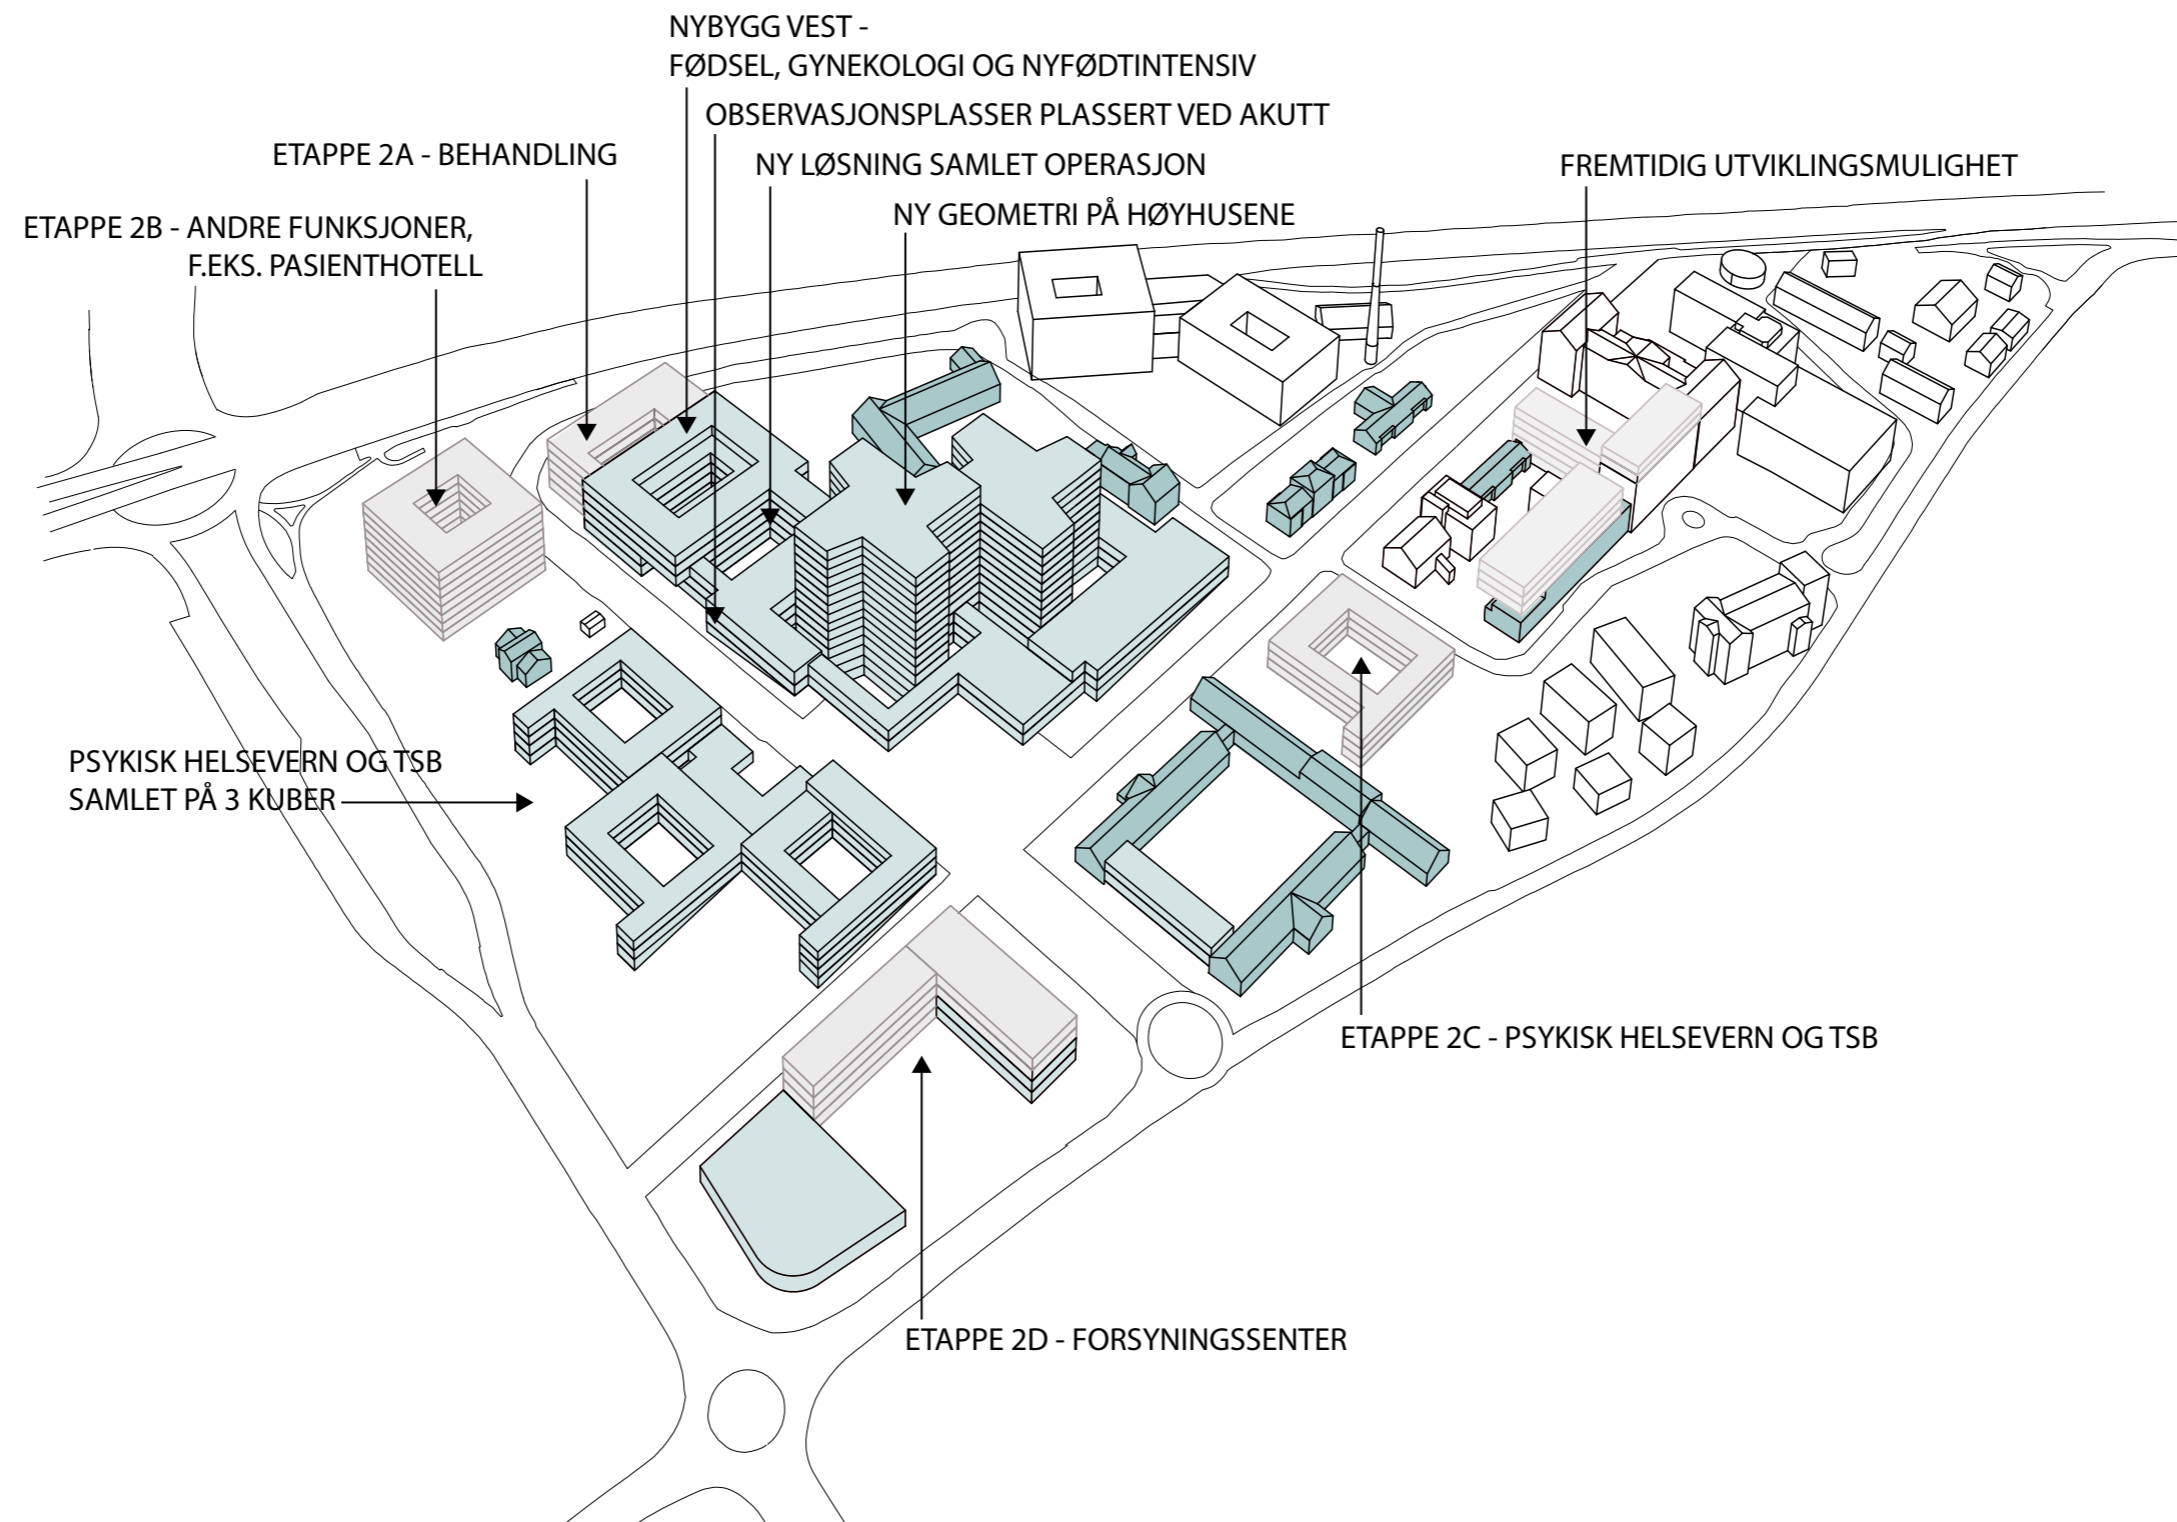 NYBYGG VEST -
FØDSEL, GYNEKOLOGI OG NYFØDTINTENSIV
OBSERVASJONSPLASSER PLASSERT VED AKUTT
ETAPPE 2A - BEHANDLING
NY LØSNING SAMLET OPERASJON
FREMTIDIG UTVIKLINGSMULIGHET
NY GEOMETRI PÅ HØYHUSENE
ETAPPE 2B - ANDRE FUNKSJONER,
F.EKS. PASIENTHOTELL
PSYKISK HELSEVERN OG TSB
SAMLET PÅ 3 KUBER
ETAPPE 2C - PSYKISK HELSEVERN OG TSB
ETAPPE 2D - FORSYNINGSSENTER